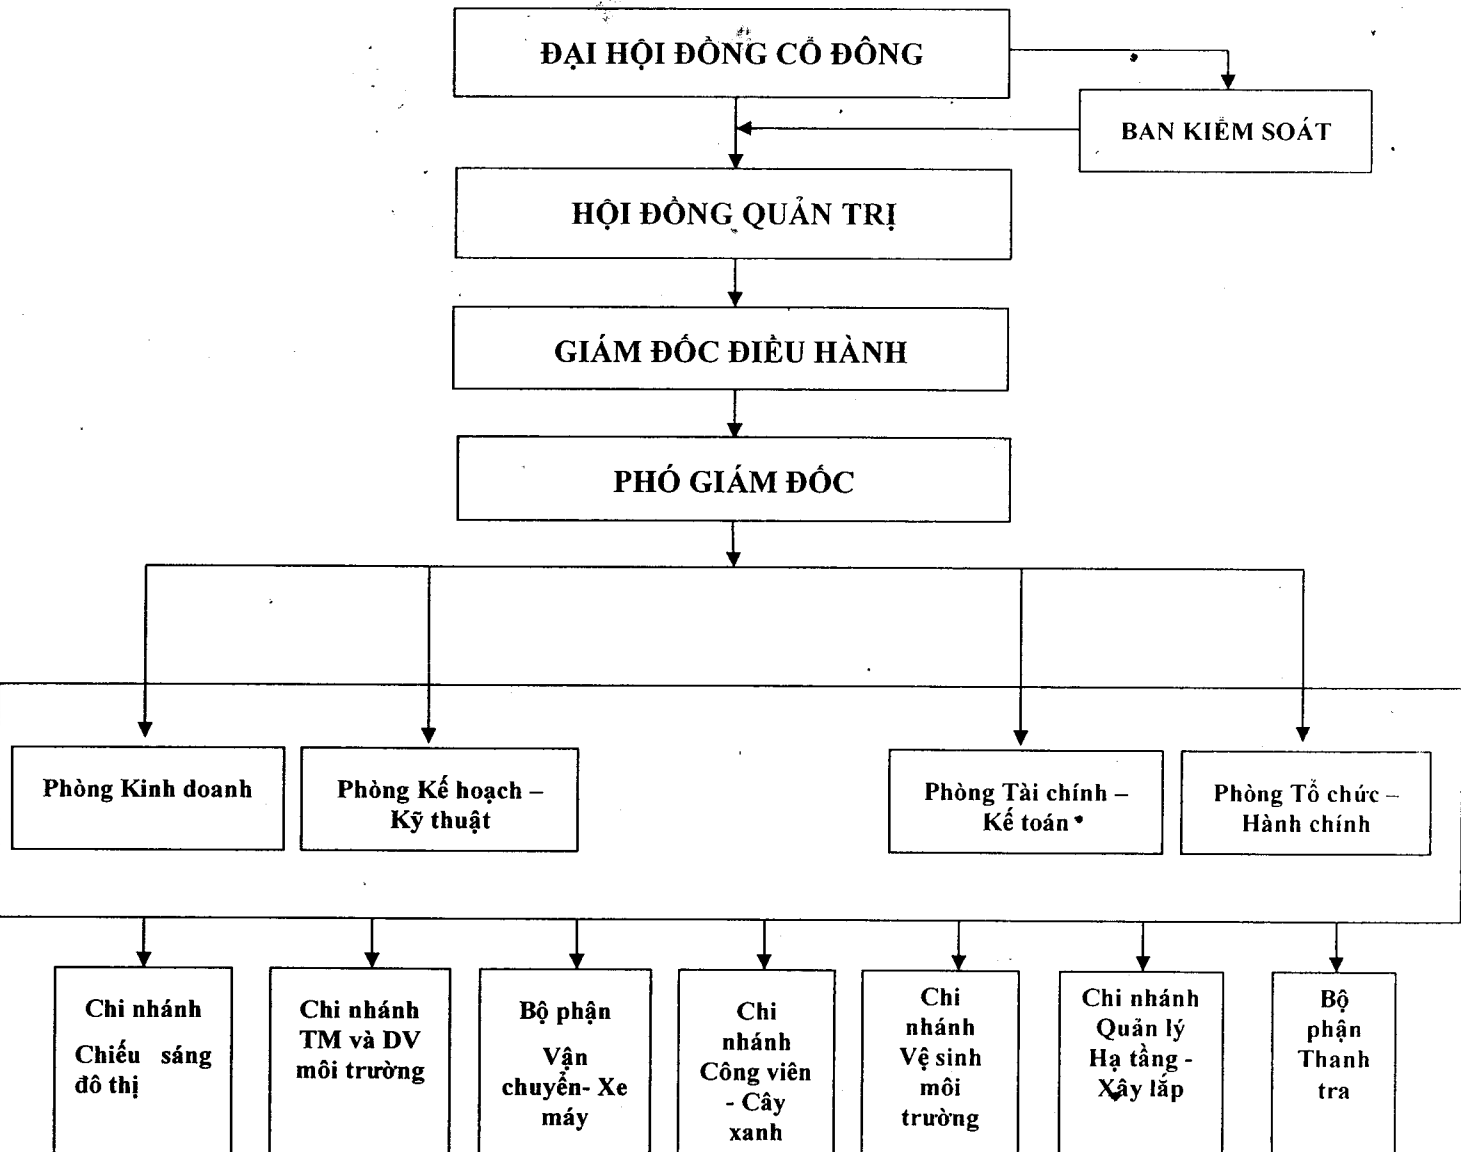 ĐẠI HỘI ĐỒNG CỔ ĐÔNG
BAN KIỂM SOÁT
HỘI ĐỒNG QUẢN TRỊ
GIÁM ĐỐC ĐIỀU HÀNH
PHÓ GIÁM ĐỐC
Phòng Kinh doanh
Phòng Kế hoạch –
Kỹ thuật
Phòng Tài chính –
Kế toán
Phòng Tổ chức –
Hành chính
Chi nhánh
Chiếu sáng
đô thị
Chi nhánh
TM và DV
môi trường
Bộ phận
Vận
chuyển- Xe
máy
Chi
nhánh
Công viên
- Cây
xanh
Chi
nhánh
Vệ sinh
môi
trường
Chi nhánh
Quản lý
Hạ tầng -
Xây lắp
Bộ
phận
Thanh
tra